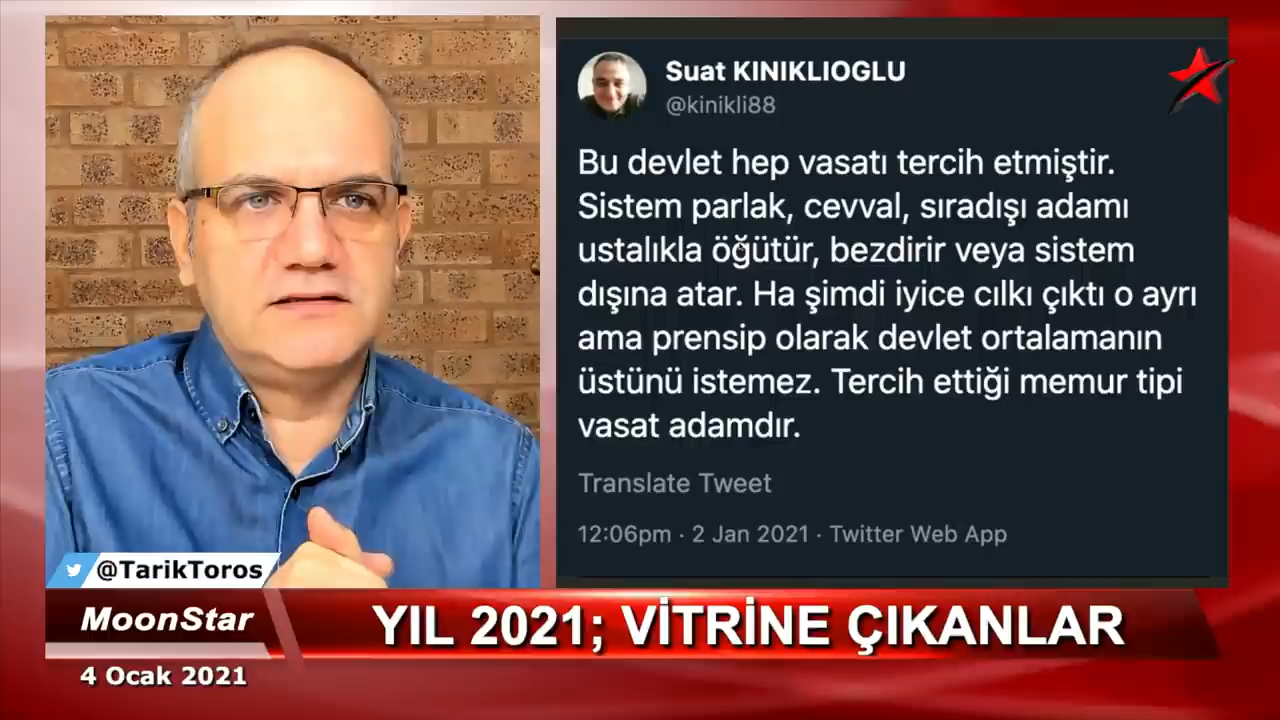 Suat KINIKLIOGLU
@kinikli88
Bu devlet hep vasatı tercih etmiştir.
Sistem parlak, cevval, sıradışı adamı
ustalıkla öğütür, bezdirir veya sistem
dışına atar. Ha şimdi iyice cılkı çıktı o ayrı
ama prensip olarak devlet ortalamanın
üstünü istemez. Tercih ettiği memur tipi
vasat adamdır.
Translate Tweet
12:06pm · 2 Jan 2021 · Twitter Web App
@TarikToros
MoonStar
YIL 2021; VİTRİNE ÇIKANLAR
4 Ocak 2021